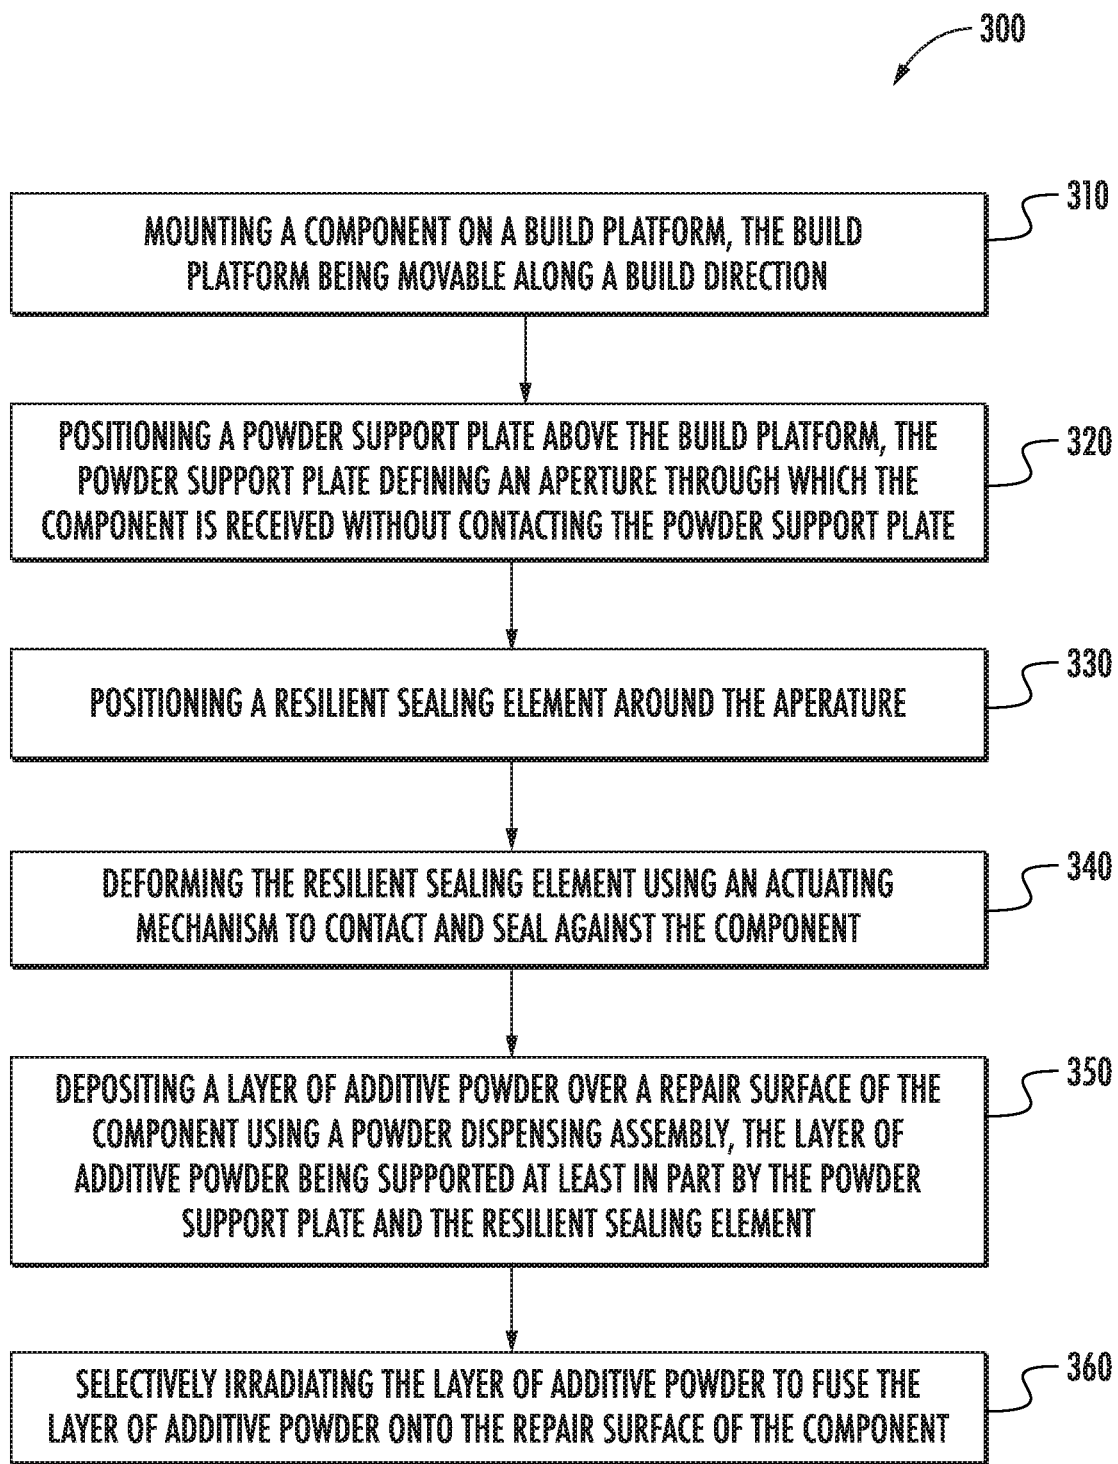 300
310
MOUNTING A COMPONENT ON A BUILD PLATFORM, THE BUILD
PLATFORM BEING MOVABLE ALONG A BUILD DIRECTION
320
POSITIONING A POWDER SUPPORT PLATE ABOVE THE BUILD PLATFORM, THE
POWDER SUPPORT PLATE DEFINING AN APERTURE THROUGH WHICH THE
COMPONENT IS RECEIVED WITHOUT CONTACTING THE POWDER SUPPORT PLATE
330
POSITIONING A RESILIENT SEALING ELEMENT AROUND THE APERATURE
340
DEFORMING THE RESILIENT SEALING ELEMENT USING AN ACTUATING
MECHANISM TO CONTACT AND SEAL AGAINST THE COMPONENT
350
DEPOSITING A LAYER OF ADDITIVE POWDER OVER A REPAIR SURFACE OF THE
COMPONENT USING A POWDER DISPENSING ASSEMBLY, THE LAYER OF
ADDITIVE POWDER BEING SUPPORTED AT LEAST IN PART BY THE POWDER
SUPPORT PLATE AND THE RESILIENT SEALING ELEMENT
360
SELECTIVELY IRRADIATING THE LAYER OF ADDITIVE POWDER TO FUSE THE
LAYER OF ADDITIVE POWDER ONTO THE REPAIR SURFACE OF THE COMPONENT